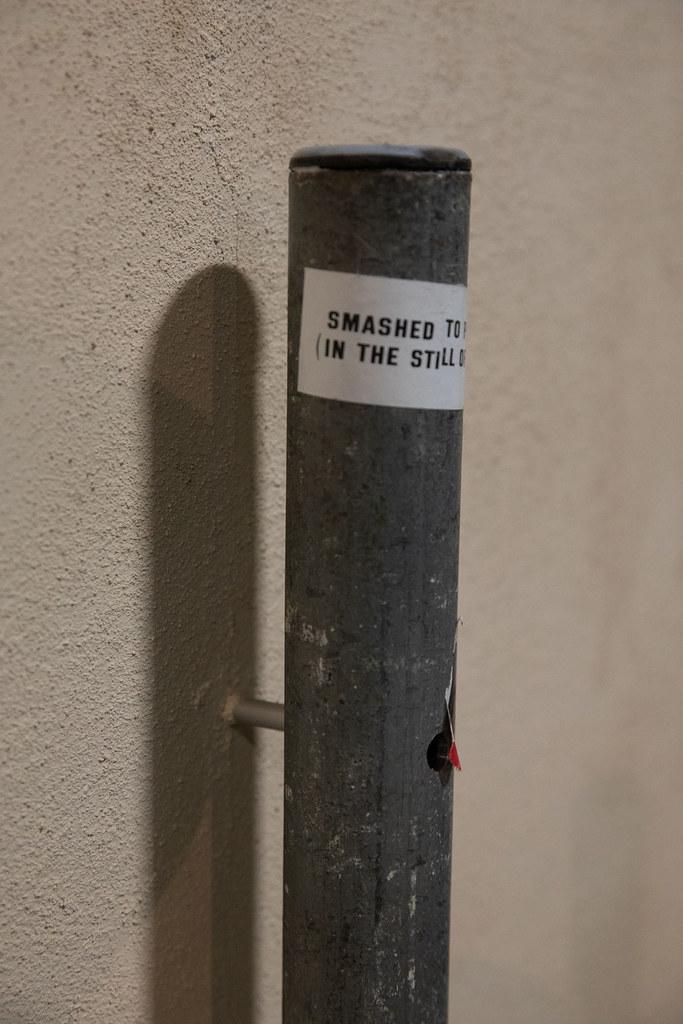 SMASHED TO
(IN THE STILL